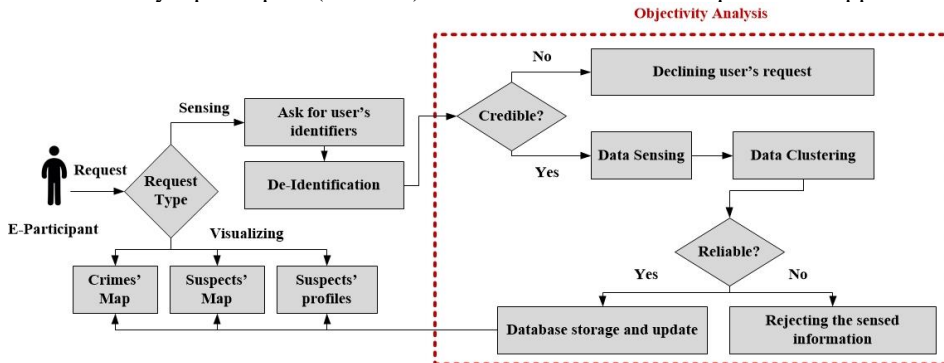 Objectivity Analysis
No
Declining user's request
Sensing
Ask for user's
identifiers
Credible?
Request
Request
Type
De-Identification
Yes
Data Sensing
Data Clustering
E-Participant
Visualizing
Reliable?
Crimes'
Map
Suspects'
Map
Suspects'
profiles
Yes
No
Database storage and update
Rejecting the sensed
information